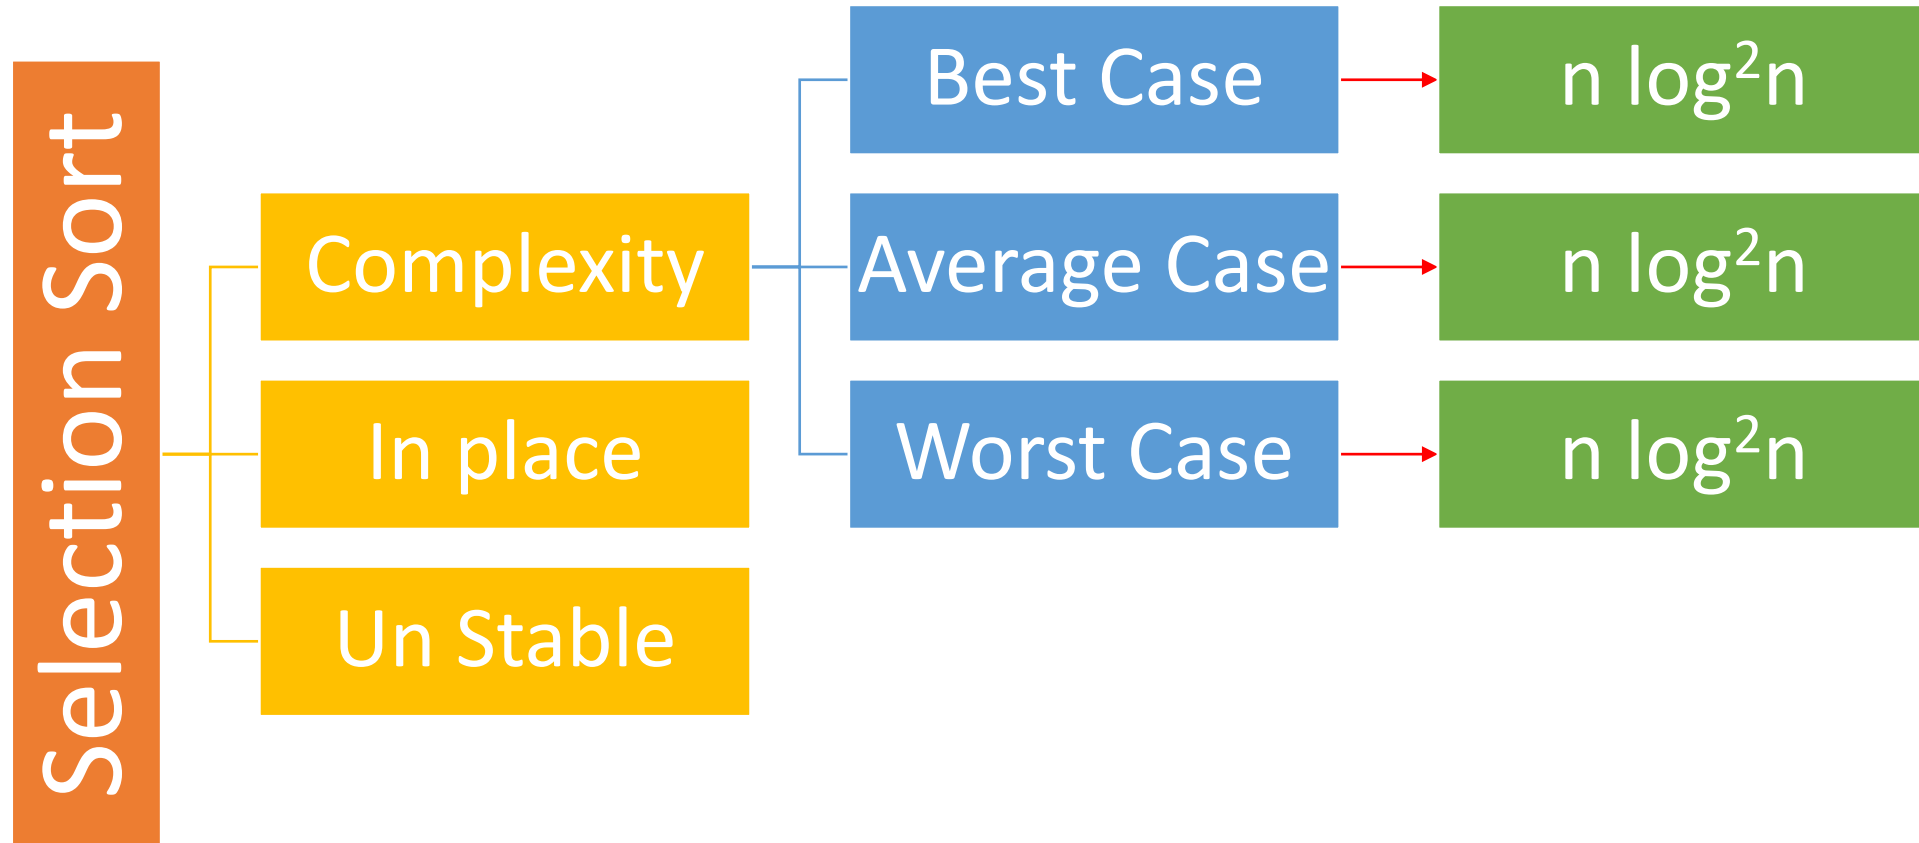 Selection Sort
Complexity
In place
Un Stable
Best Case
n log²n
Average Case
n log²n
Worst Case
n log²n